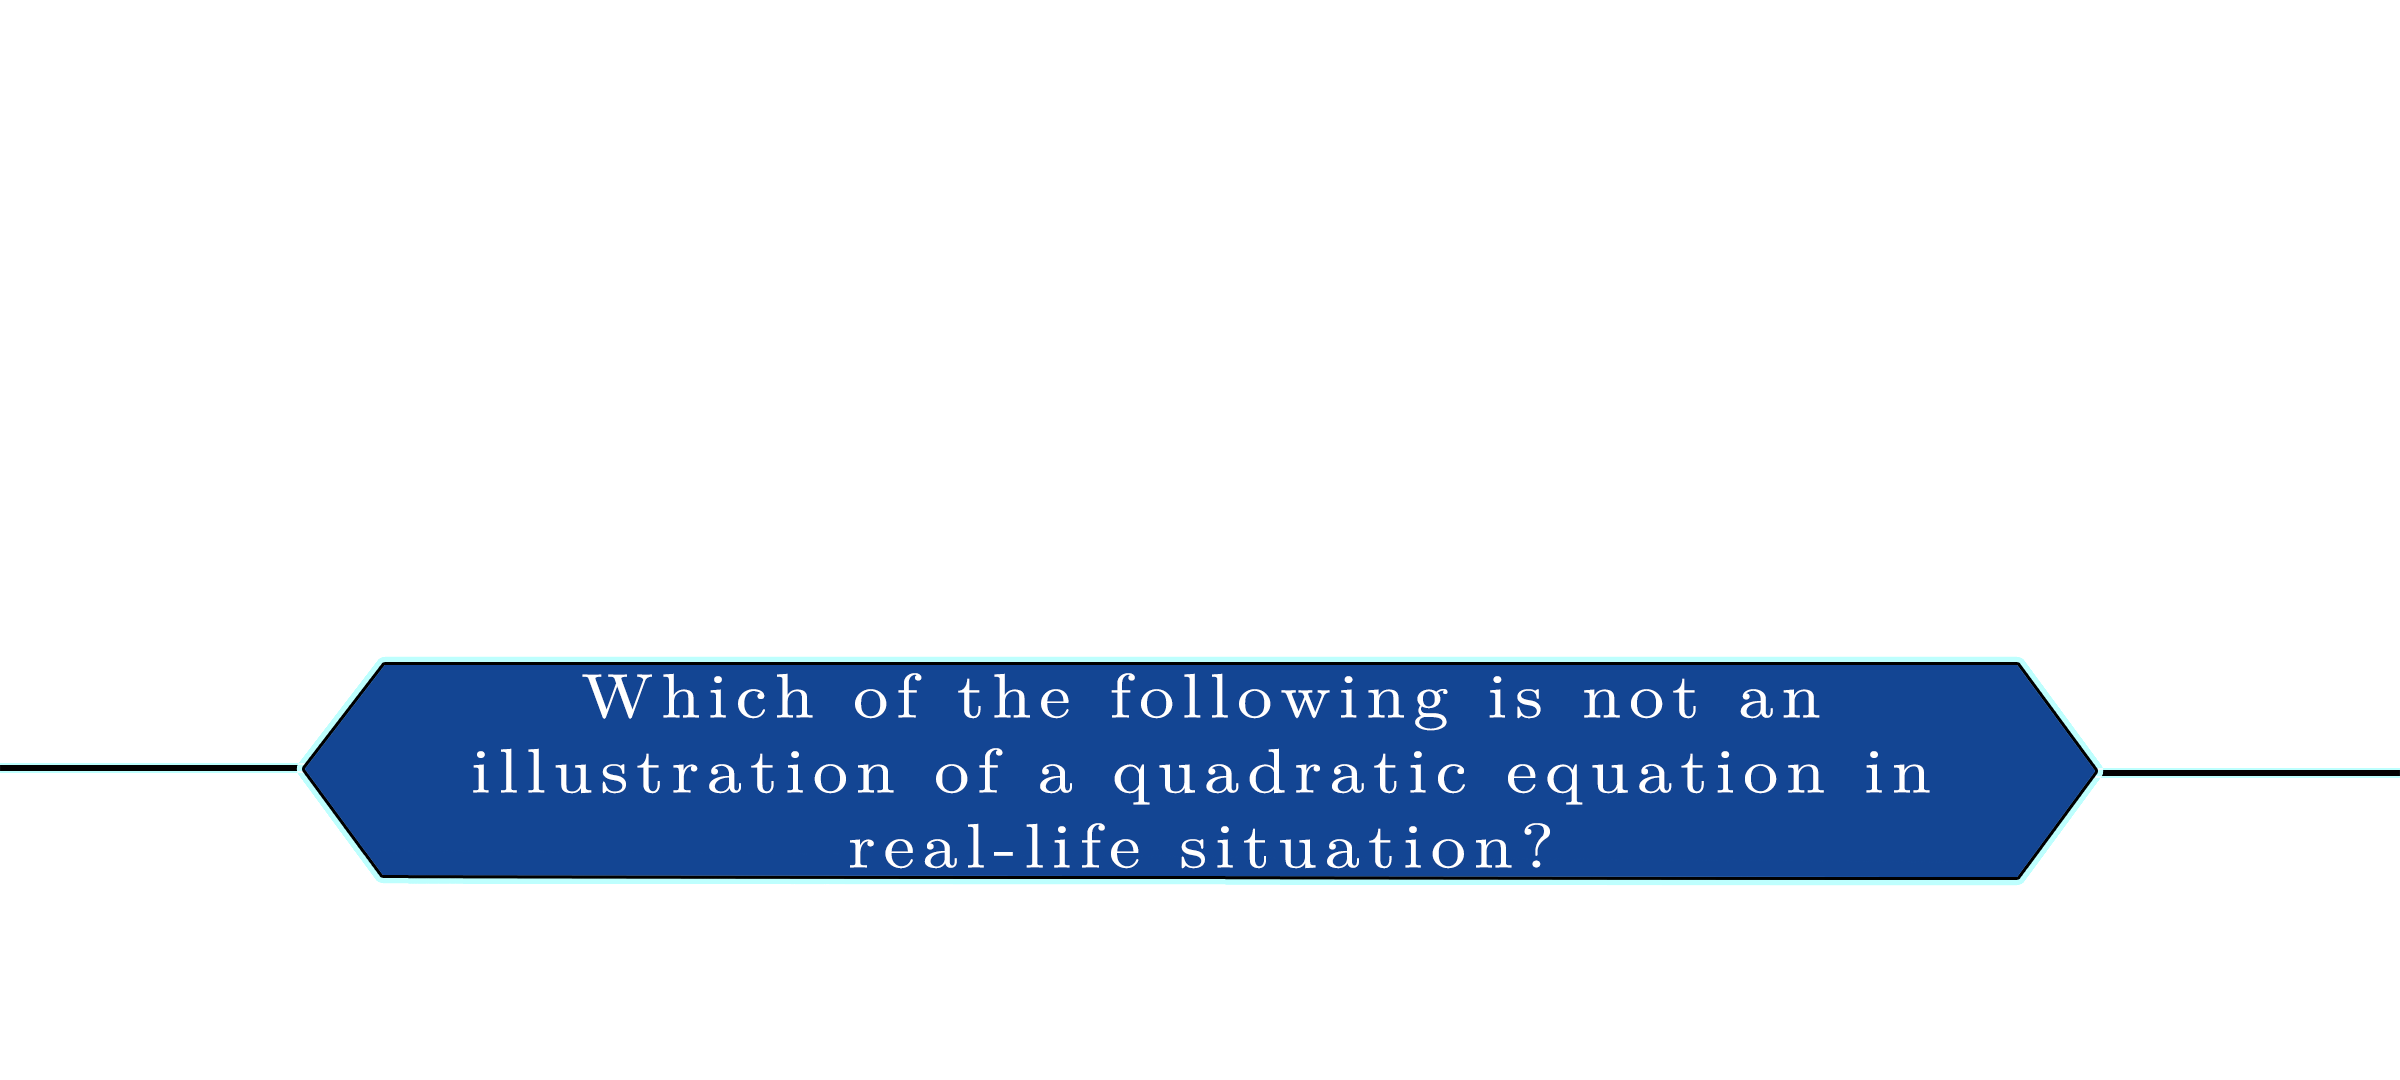 Which of the following is not an
illustration of a quadratic equation in
real-life situation?